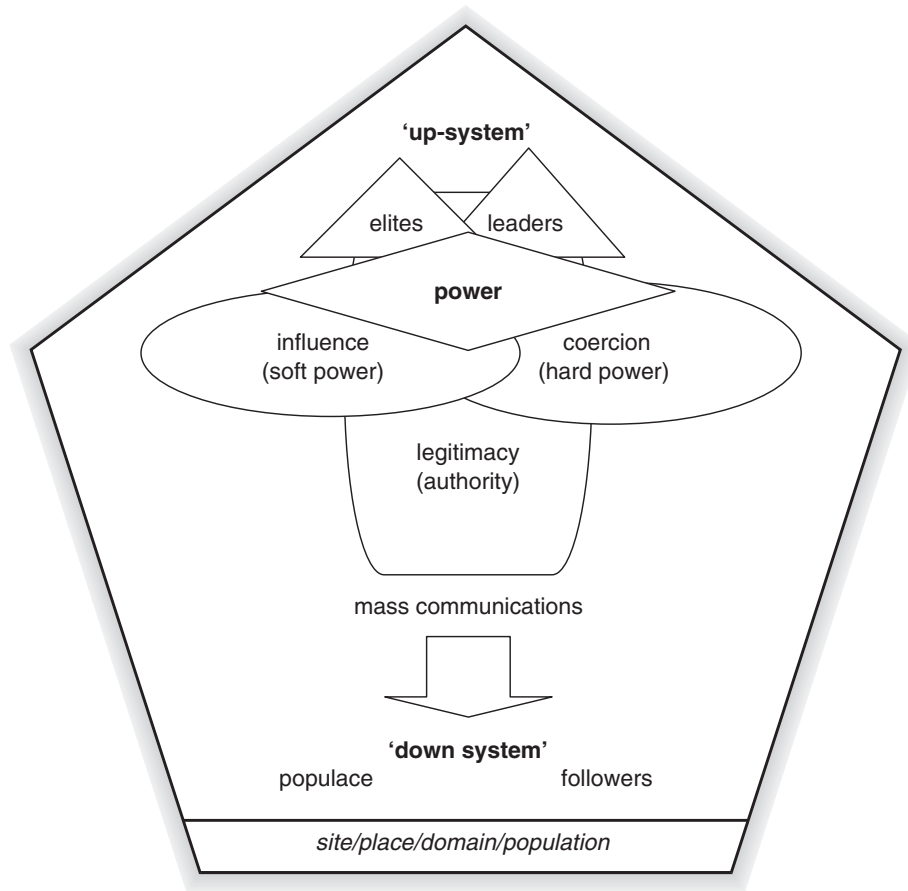 ‘up-system’
elites leaders
power
influence
(soft power)
coercion
(hard power)
legitimacy
(authority)
mass communications
‘down system’
populace followers
site/place/domain/population